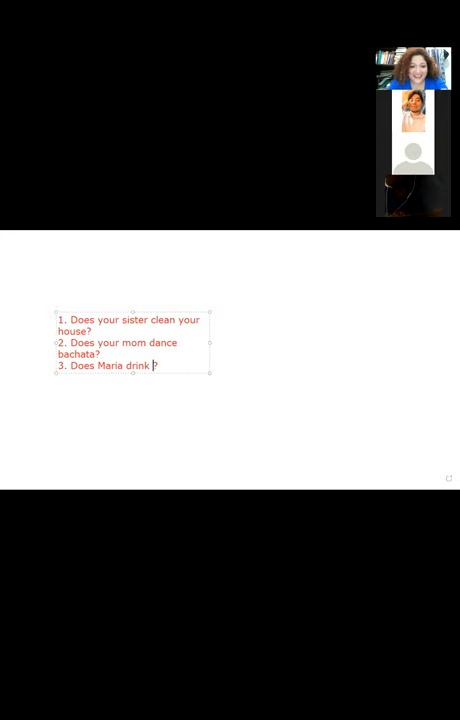 1. Does your sister clean your
house?
2. Does your mom dance
bachata?
3. Does Maria drink ?